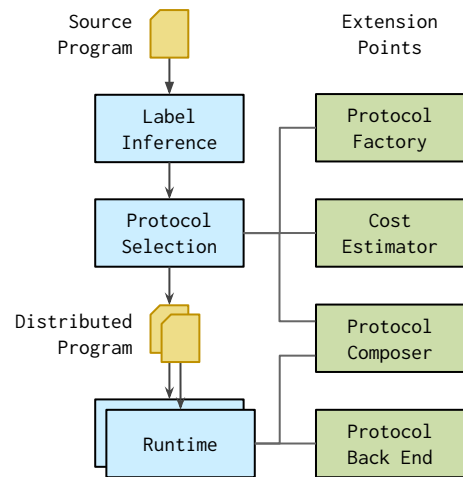 Source
Program
Extension
Points
Label
Inference
Protocol
Factory
Protocol
Selection
Cost
Estimator
Distributed
Program
Protocol
Composer
Runtime
Protocol
Back End